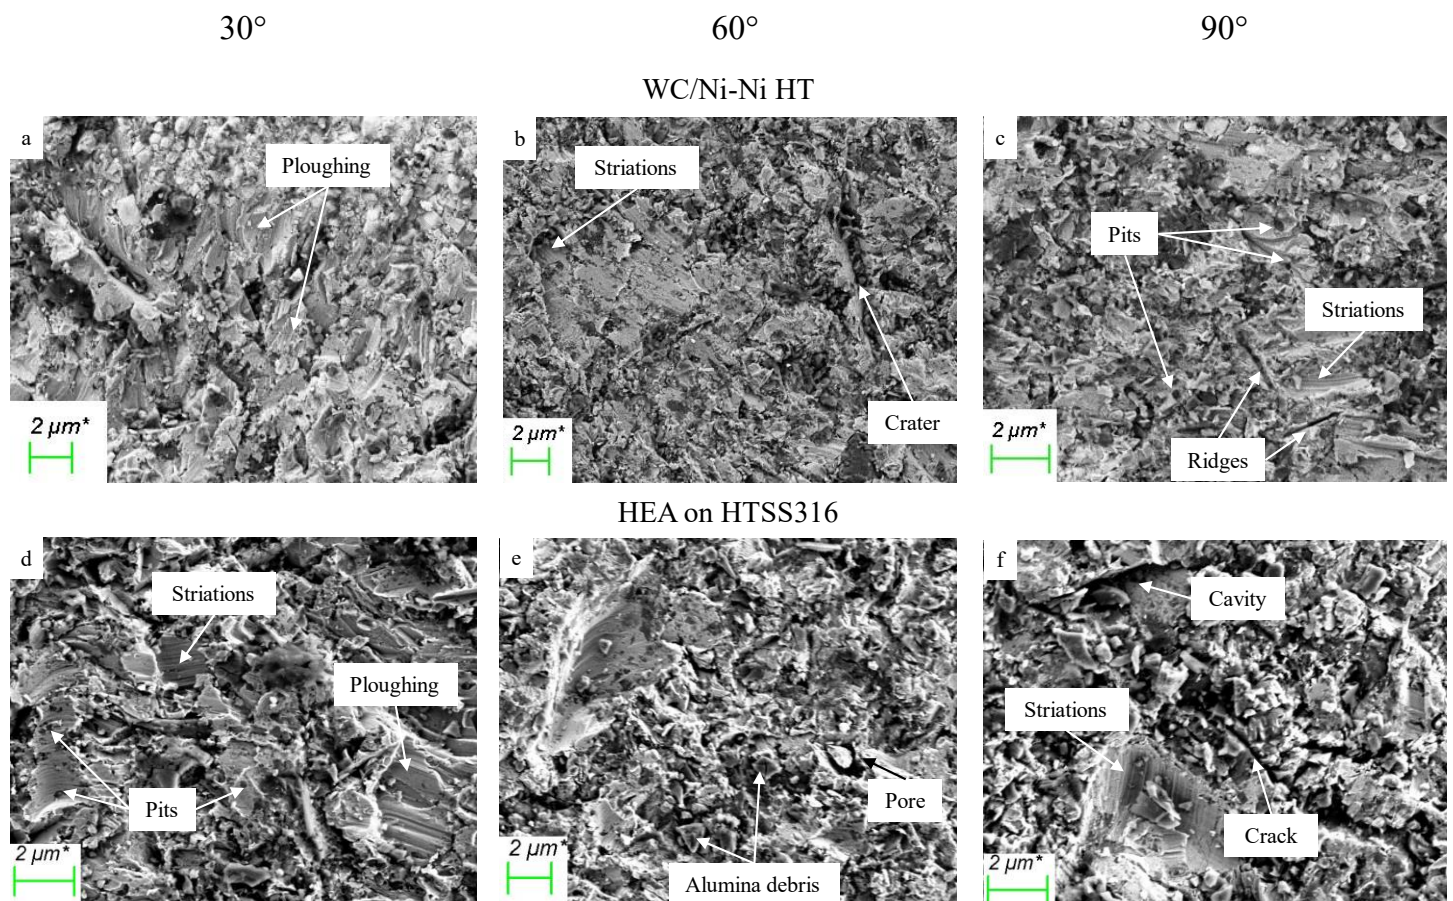 30° 60° 90°
WC/Ni-Ni HT
a
Ploughing
2 µm*
b
Striations
Crater
2 µm*
c
Pits
Striations
Ridges
2 µm*
HEA on HTSS316
d
Striations
Ploughing
Pits
2 µm*
e
Pore
Alumina debris
2 µm*
f
Cavity
Striations
Crack
2 µm*